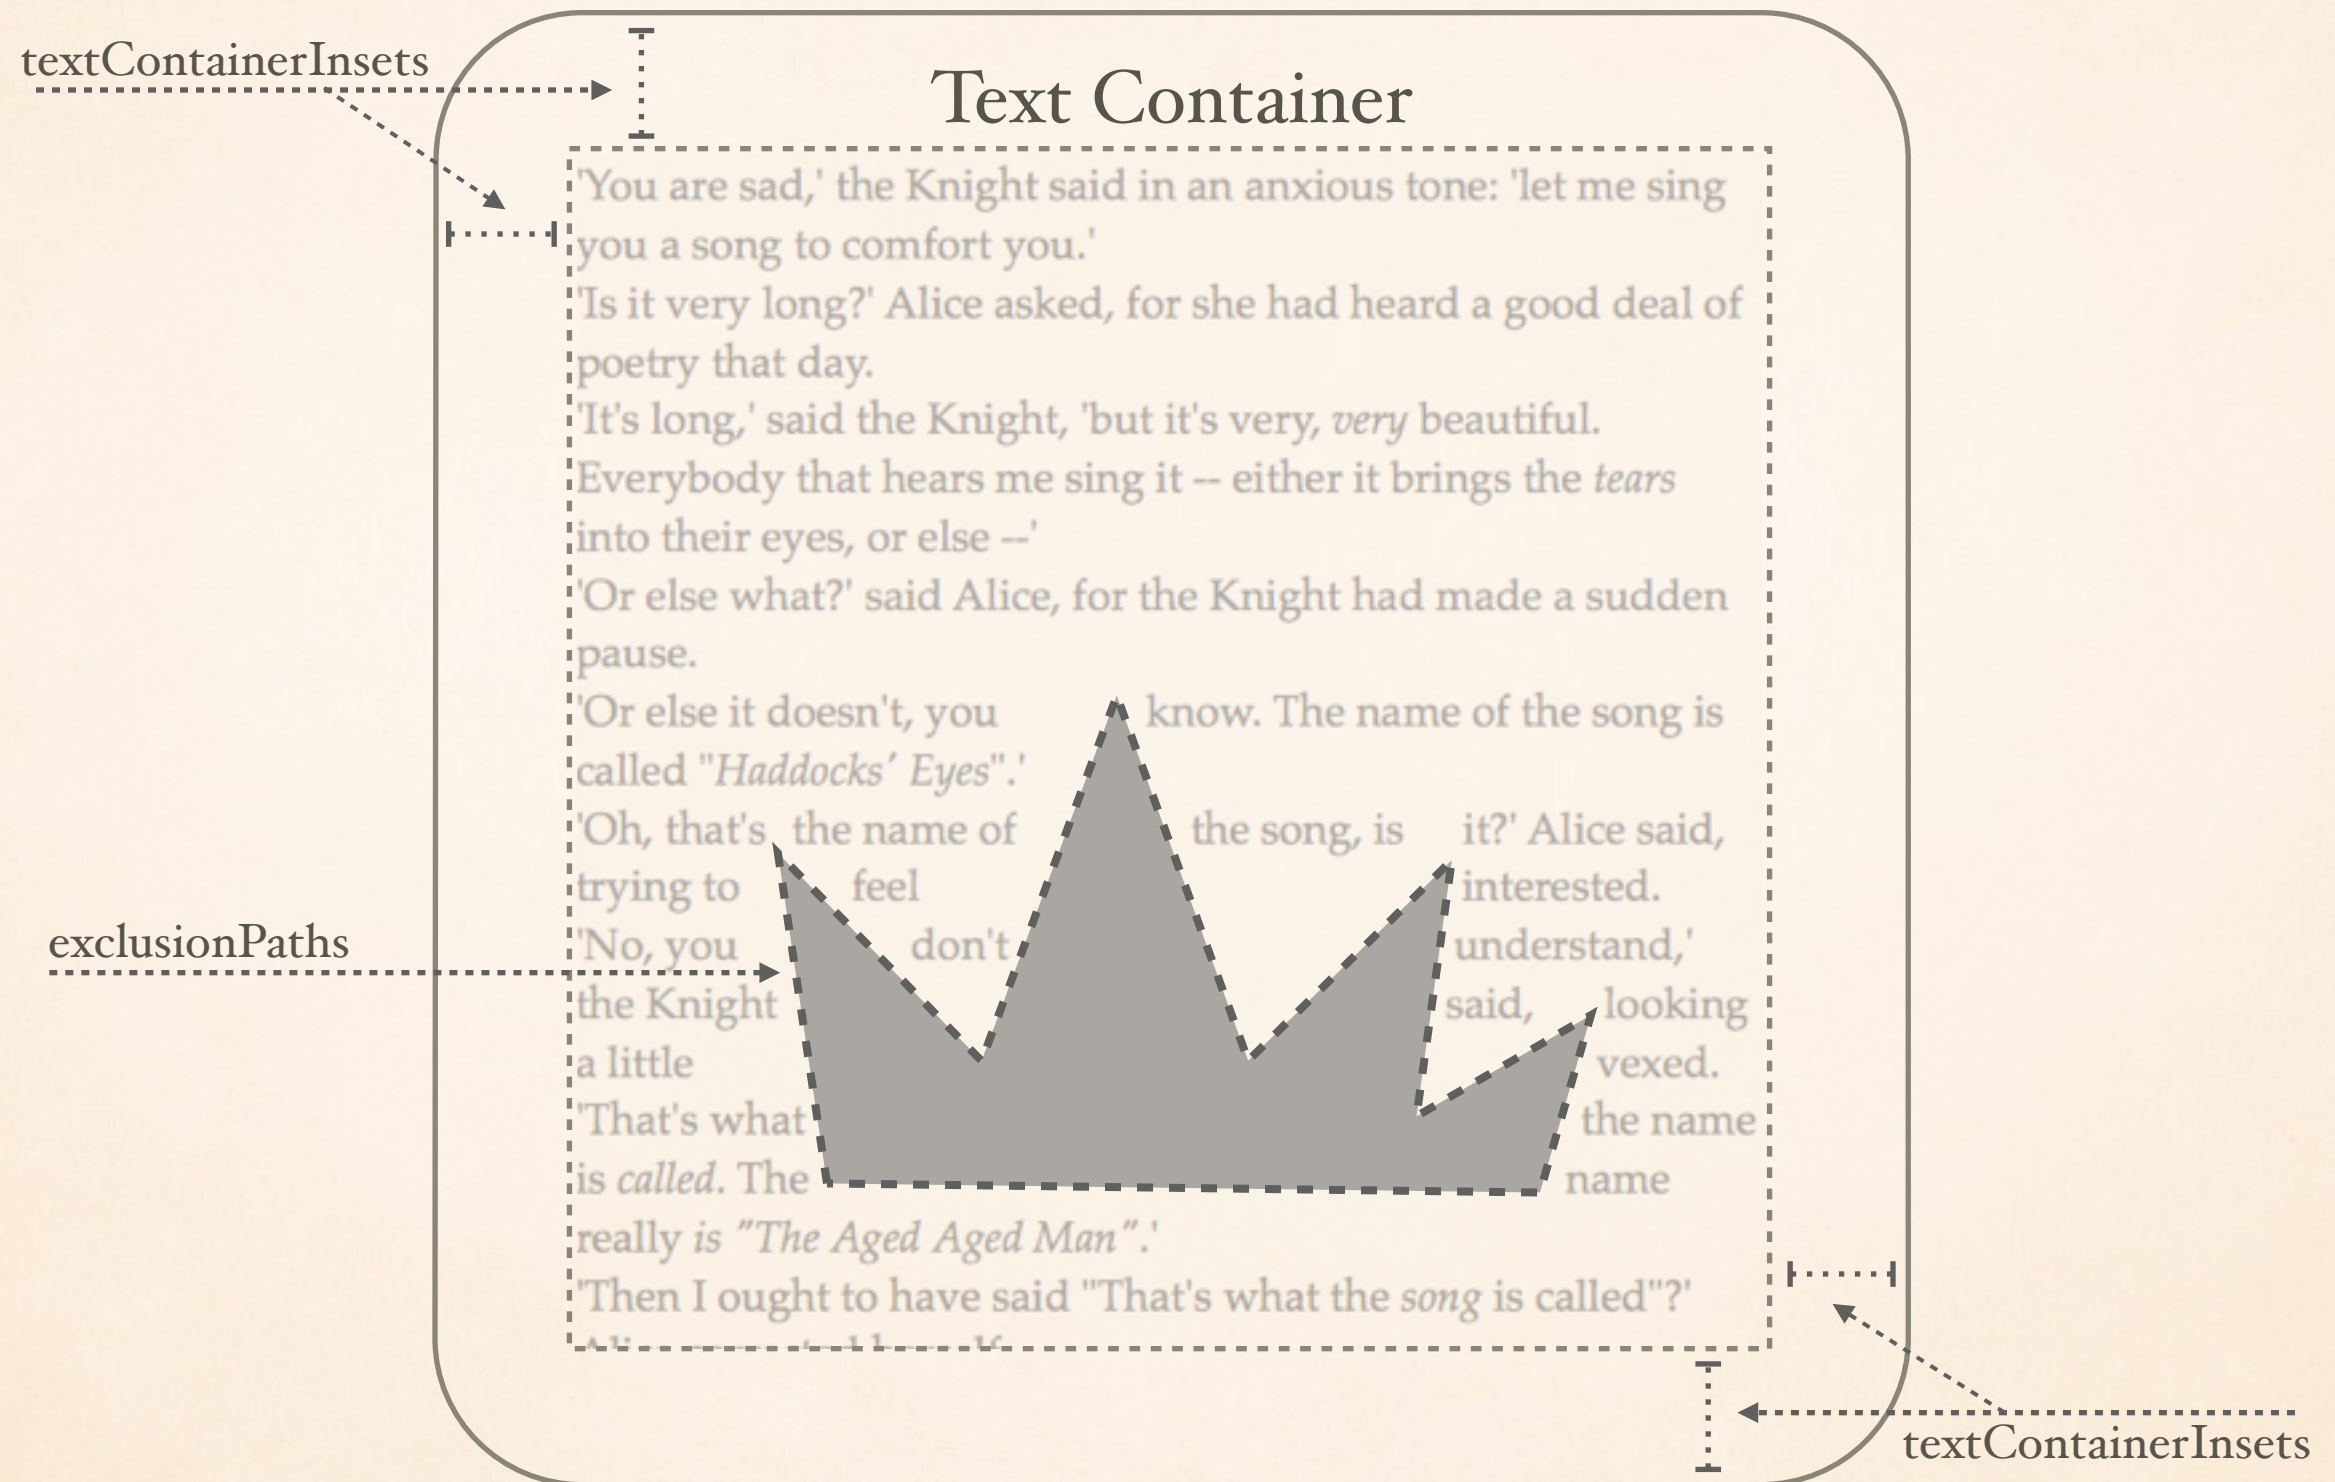 textContainerInsets
Text Container
'You are sad,' the Knight said in an anxious tone: 'let me sing
you a song to comfort you.'
'Is it very long?' Alice asked, for she had heard a good deal of
poetry that day.
'It's long,' said the Knight, 'but it's very, very beautiful.
Everybody that hears me sing it -- either it brings the tears
into their eyes, or else --'
'Or else what?' said Alice, for the Knight had made a sudden
pause.
'Or else it doesn't, you know. The name of the song is
called "Haddocks' Eyes".'
'Oh, that's the name of the song, is it?' Alice said,
trying to feel interested.
'No, you don't understand,'
exclusionPaths
the Knight said, looking
a little vexed.
'That's what the name
is called. The name
really is "The Aged Aged Man".'
'Then I ought to have said "That's what the song is called"?'
textContainerInsets